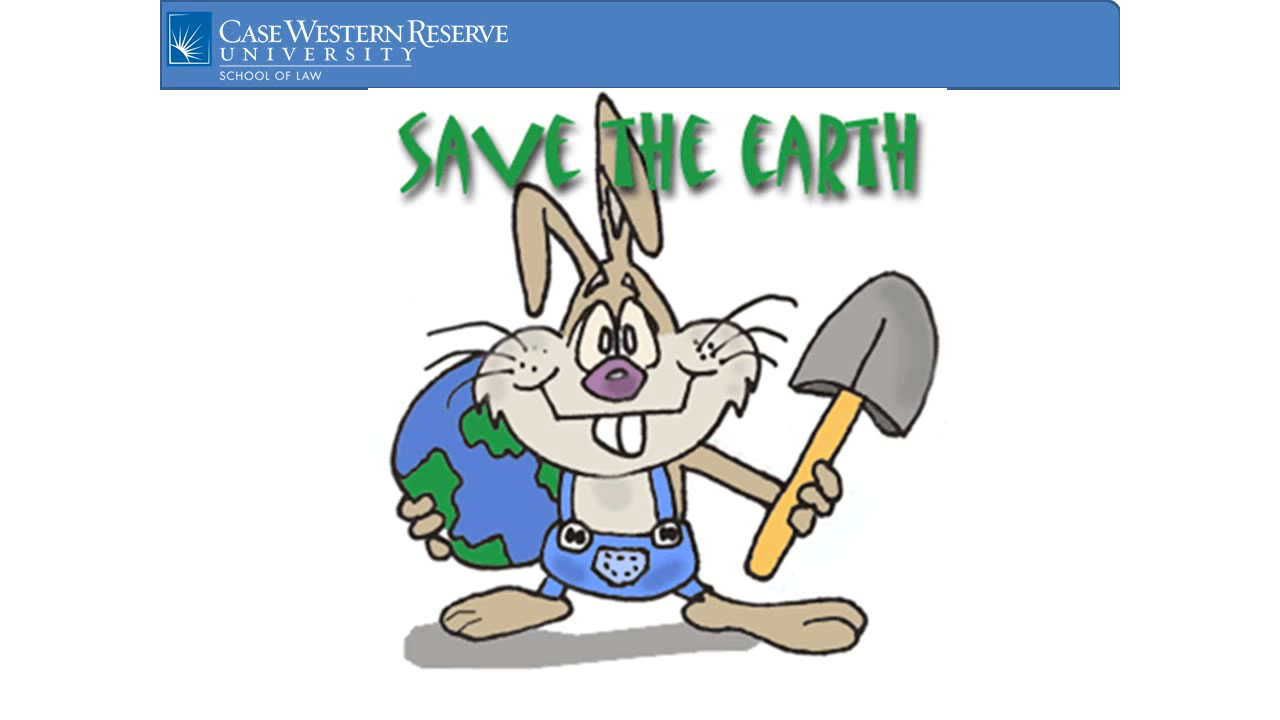 CASE WESTERN RESERVE
UNIVERSITY
SCHOOL OF LAW
SAVE THE EARTH